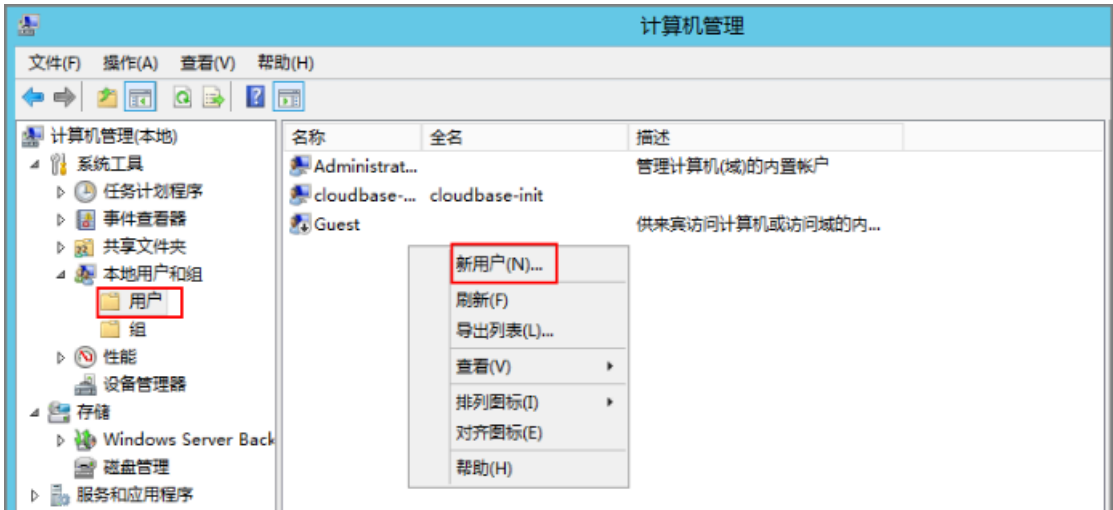 计算机管理
文件(F) 操作(A) 查看(V) 帮助(H)
计算机管理(本地)
系统工具
任务计划程序
事件查看器
共享文件夹
本地用户和组
用户
组
性能
设备管理器
存储
Windows Server Back
磁盘管理
服务和应用程序
名称 全名 描述
Administrat... 管理计算机(域)的内置帐户
cloudbase-... cloudbase-init
Guest 供来宾访问计算机或访问域的内...
新用户(N)...
刷新(F)
导出列表(L)...
查看(V)
排列图标(I)
对齐图标(E)
帮助(H)